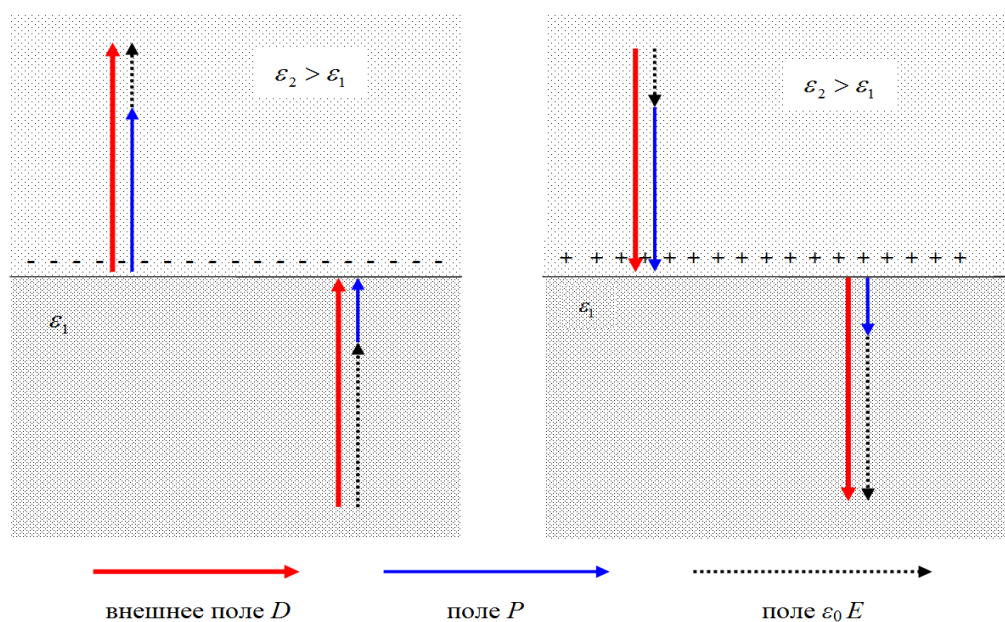 ε₂ > ε₁
ε₂ > ε₁
- - - - - - - - - - - - - - - - - - -
+ + + + + + + + + + + + + + + + +
ε₁
ε₁
внешнее поле D
поле P
поле ε₀ E